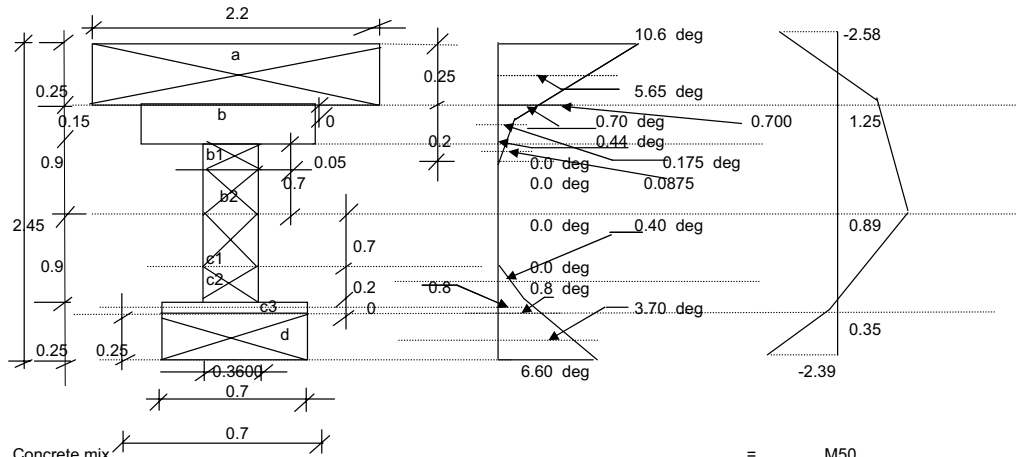 2.2
10.6 deg
-2.58
a
0.25
0.25
5.65 deg
0.15
b
0
0.70 deg
0.700
1.25
0.2
0.44 deg
b1
0.9
0.05
0.0 deg
0.175 deg
0.7
0.0 deg
0.0875
b2
2.45
0.0 deg
0.40 deg
0.89
0.7
c1
0.9
0.0 deg
c2
0.2
0.8
0.8 deg
c3
0
3.70 deg
d
0.35
0.25
0.25
0.3600
6.60 deg
-2.39
0.7
0.7
Concrete mix = M50